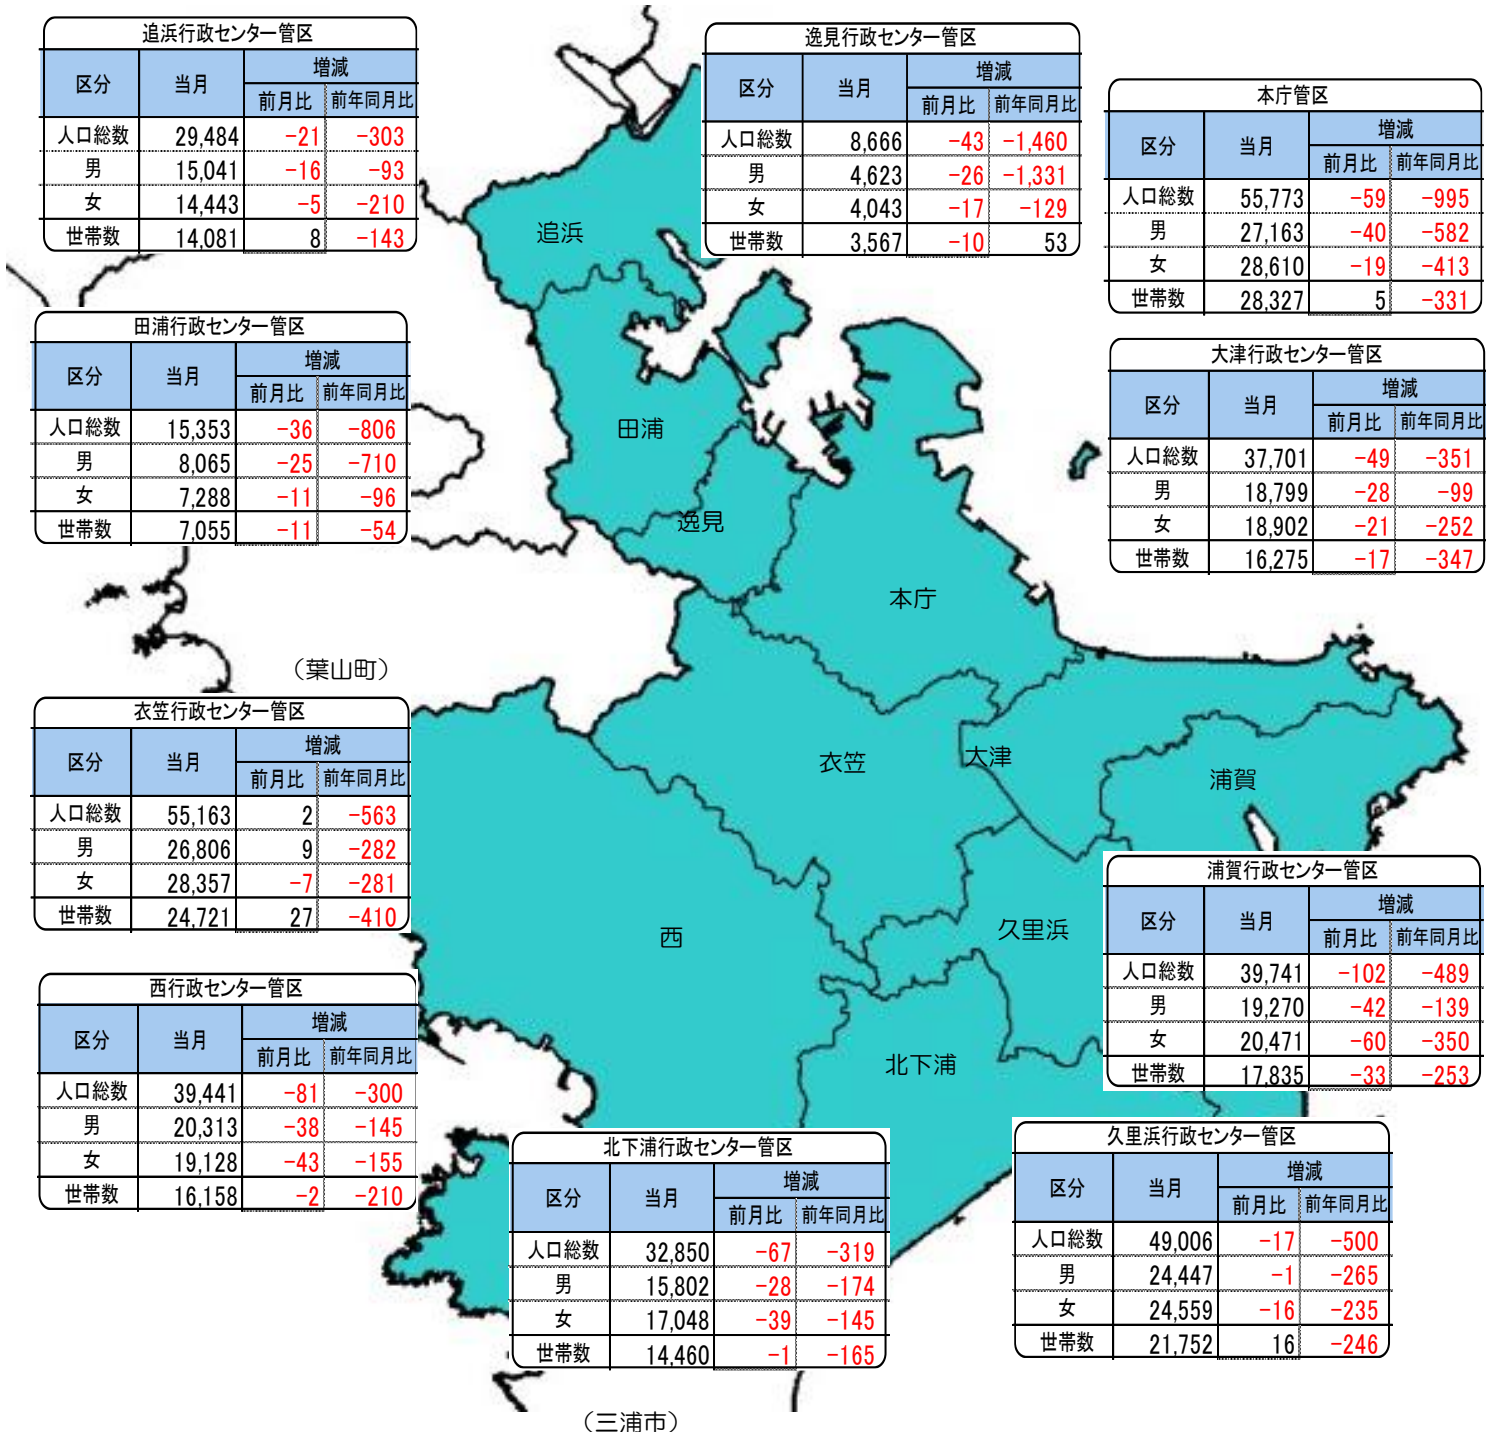 追浜行政センター管区
区分 当月 増減
前月比 前年同月比
人口総数 29,484 -21 -303
男 15,041 -16 -93
女 14,443 -5 -210
世帯数 14,081 8 -143
逸見行政センター管区
区分 当月 増減
前月比 前年同月比
人口総数 8,666 -43 -1,460
男 4,623 -26 -1,331
女 4,043 -17 -129
世帯数 3,567 -10 53
本庁管区
区分 当月 増減
前月比 前年同月比
人口総数 55,773 -59 -995
男 27,163 -40 -582
女 28,610 -19 -413
世帯数 28,327 5 -331
田浦行政センター管区
区分 当月 増減
前月比 前年同月比
人口総数 15,353 -36 -806
男 8,065 -25 -710
女 7,288 -11 -96
世帯数 7,055 -11 -54
大津行政センター管区
区分 当月 増減
前月比 前年同月比
人口総数 37,701 -49 -351
男 18,799 -28 -99
女 18,902 -21 -252
世帯数 16,275 -17 -347
追浜
田浦
逸見
本庁
（葉山町）
衣笠
大津
浦賀
西
久里浜
北下浦
衣笠行政センター管区
区分 当月 増減
前月比 前年同月比
人口総数 55,163 2 -563
男 26,806 9 -282
女 28,357 -7 -281
世帯数 24,721 27 -410
浦賀行政センター管区
区分 当月 増減
前月比 前年同月比
人口総数 39,741 -102 -489
男 19,270 -42 -139
女 20,471 -60 -350
世帯数 17,835 -33 -253
西行政センター管区
区分 当月 増減
前月比 前年同月比
人口総数 39,441 -81 -300
男 20,313 -38 -145
女 19,128 -43 -155
世帯数 16,158 -2 -210
北下浦行政センター管区
区分 当月 増減
前月比 前年同月比
人口総数 32,850 -67 -319
男 15,802 -28 -174
女 17,048 -39 -145
世帯数 14,460 -1 -165
久里浜行政センター管区
区分 当月 増減
前月比 前年同月比
人口総数 49,006 -17 -500
男 24,447 -1 -265
女 24,559 -16 -235
世帯数 21,752 16 -246
（三浦市）